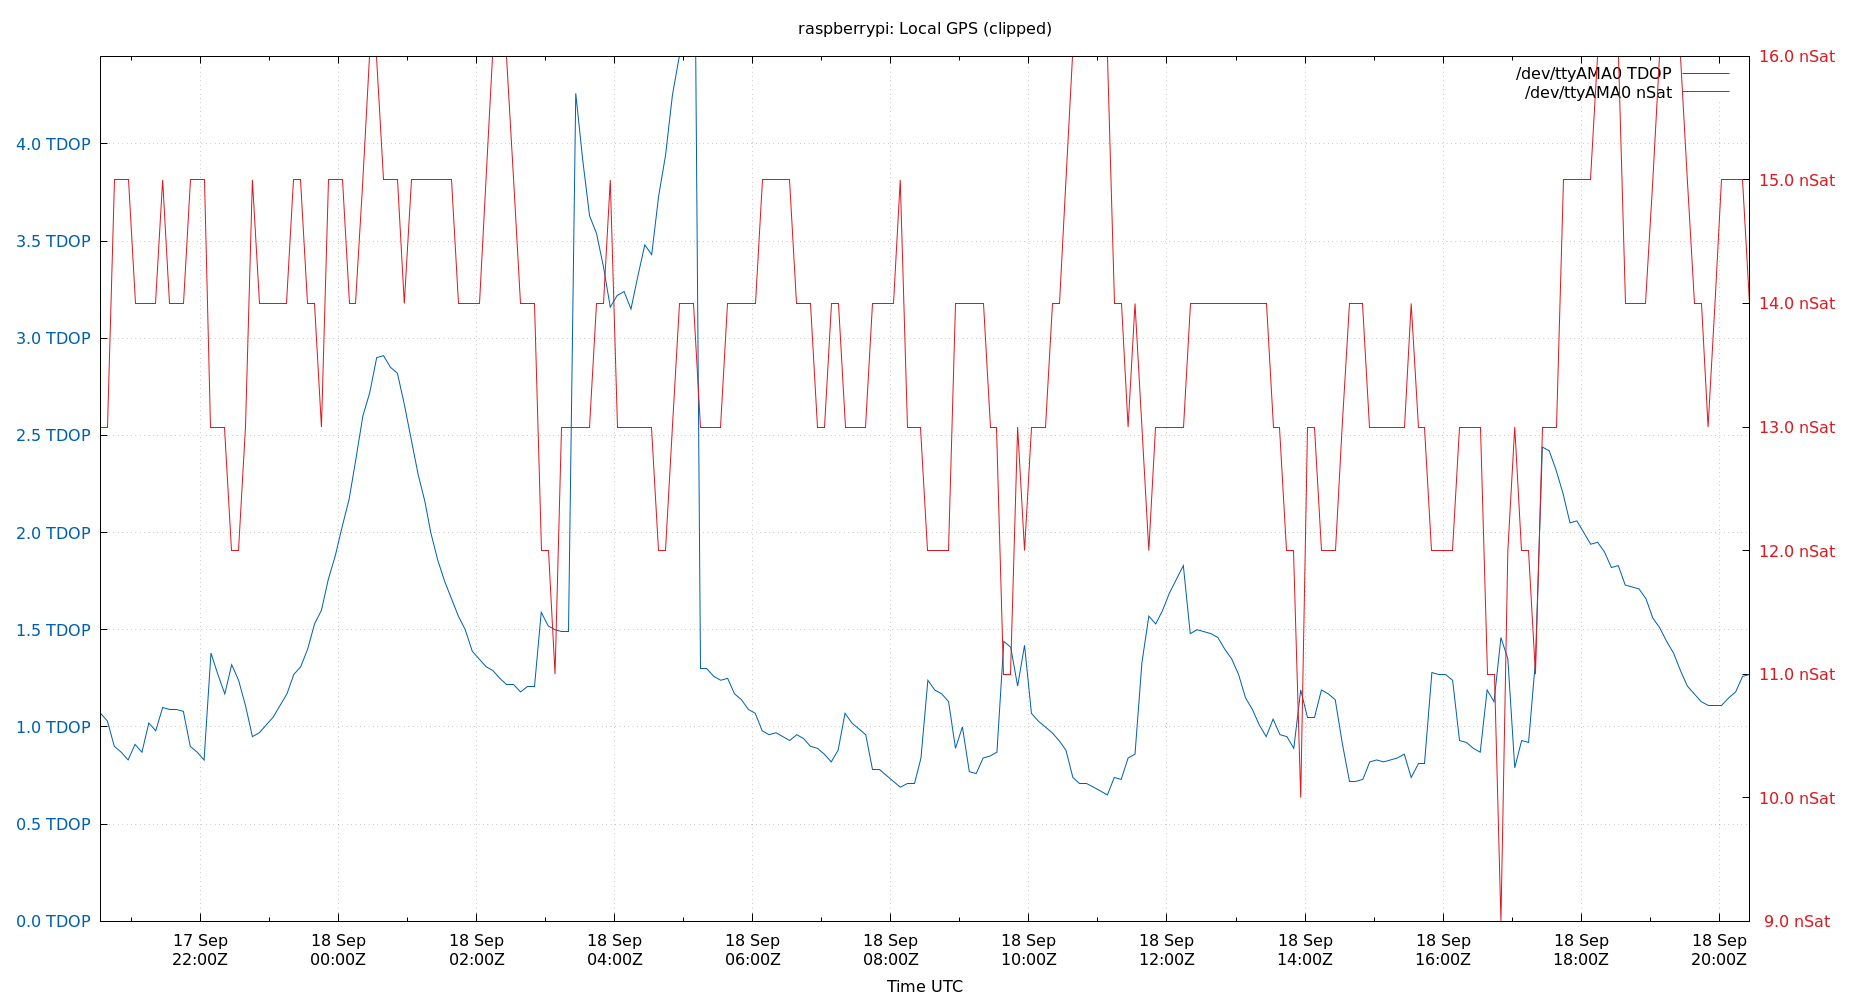 raspberrypi: Local GPS (clipped)
16.0 nSat
/dev/ttyAMA0 TDOP
/dev/ttyAMA0 nSat
4.0 TDOP
15.0 nSat
3.5 TDOP
14.0 nSat
3.0 TDOP
13.0 nSat
2.5 TDOP
2.0 TDOP
12.0 nSat
1.5 TDOP
11.0 nSat
1.0 TDOP
10.0 nSat
0.5 TDOP
0.0 TDOP
9.0 nSat
17 Sep 18 Sep 18 Sep 18 Sep 18 Sep 18 Sep 18 Sep 18 Sep 18 Sep 18 Sep 18 Sep 18 Sep
22:00Z 00:00Z 02:00Z 04:00Z 06:00Z 08:00Z 10:00Z 12:00Z 14:00Z 16:00Z 18:00Z 20:00Z
Time UTC